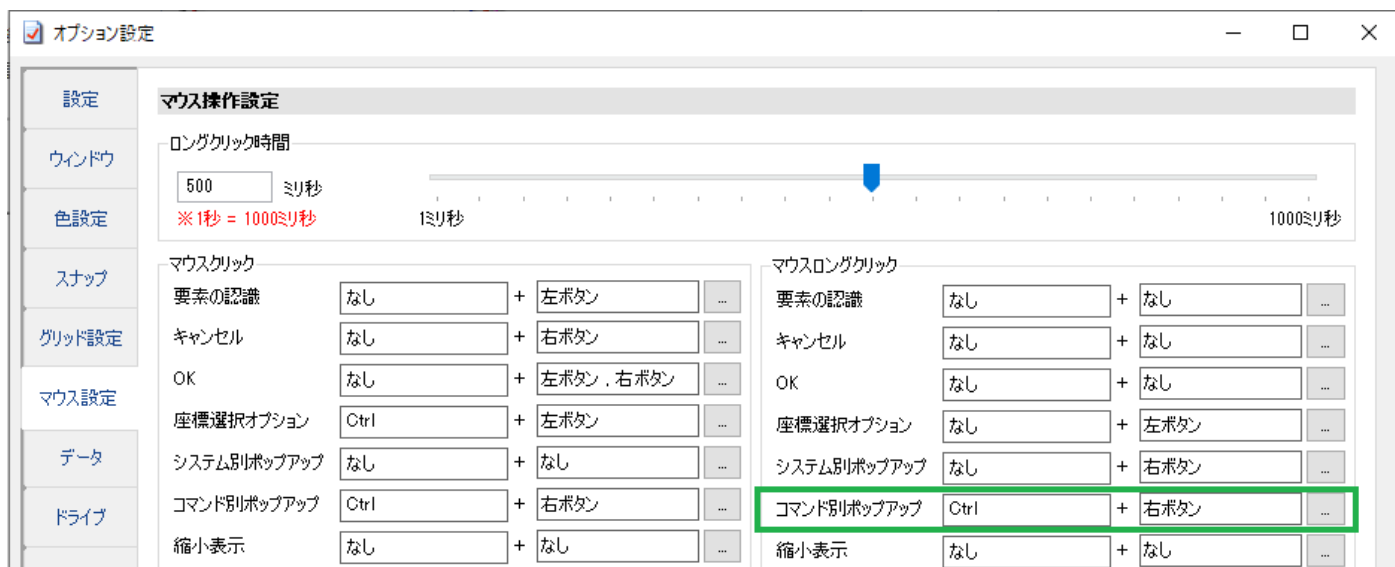 オプション設定
設定
ウィンドウ
色設定
スナップ
グリッド設定
マウス設定
データ
ドライブ
マウス操作設定
ロングクリック時間
500 ミリ秒
※1秒 = 1000ミリ秒
1ミリ秒 1000ミリ秒
マウスクリック
要素の認識 なし + 左ボタン ...
キャンセル なし + 右ボタン ...
OK なし + 左ボタン , 右ボタン ...
座標選択オプション Ctrl + 左ボタン ...
システム別ポップアップ なし + なし ...
コマンド別ポップアップ Ctrl + 右ボタン ...
縮小表示 なし + なし ...
マウスロングクリック
要素の認識 なし + なし ...
キャンセル なし + なし ...
OK なし + なし ...
座標選択オプション なし + 左ボタン ...
システム別ポップアップ なし + 右ボタン ...
コマンド別ポップアップ Ctrl + 右ボタン ...
縮小表示 なし + なし ...